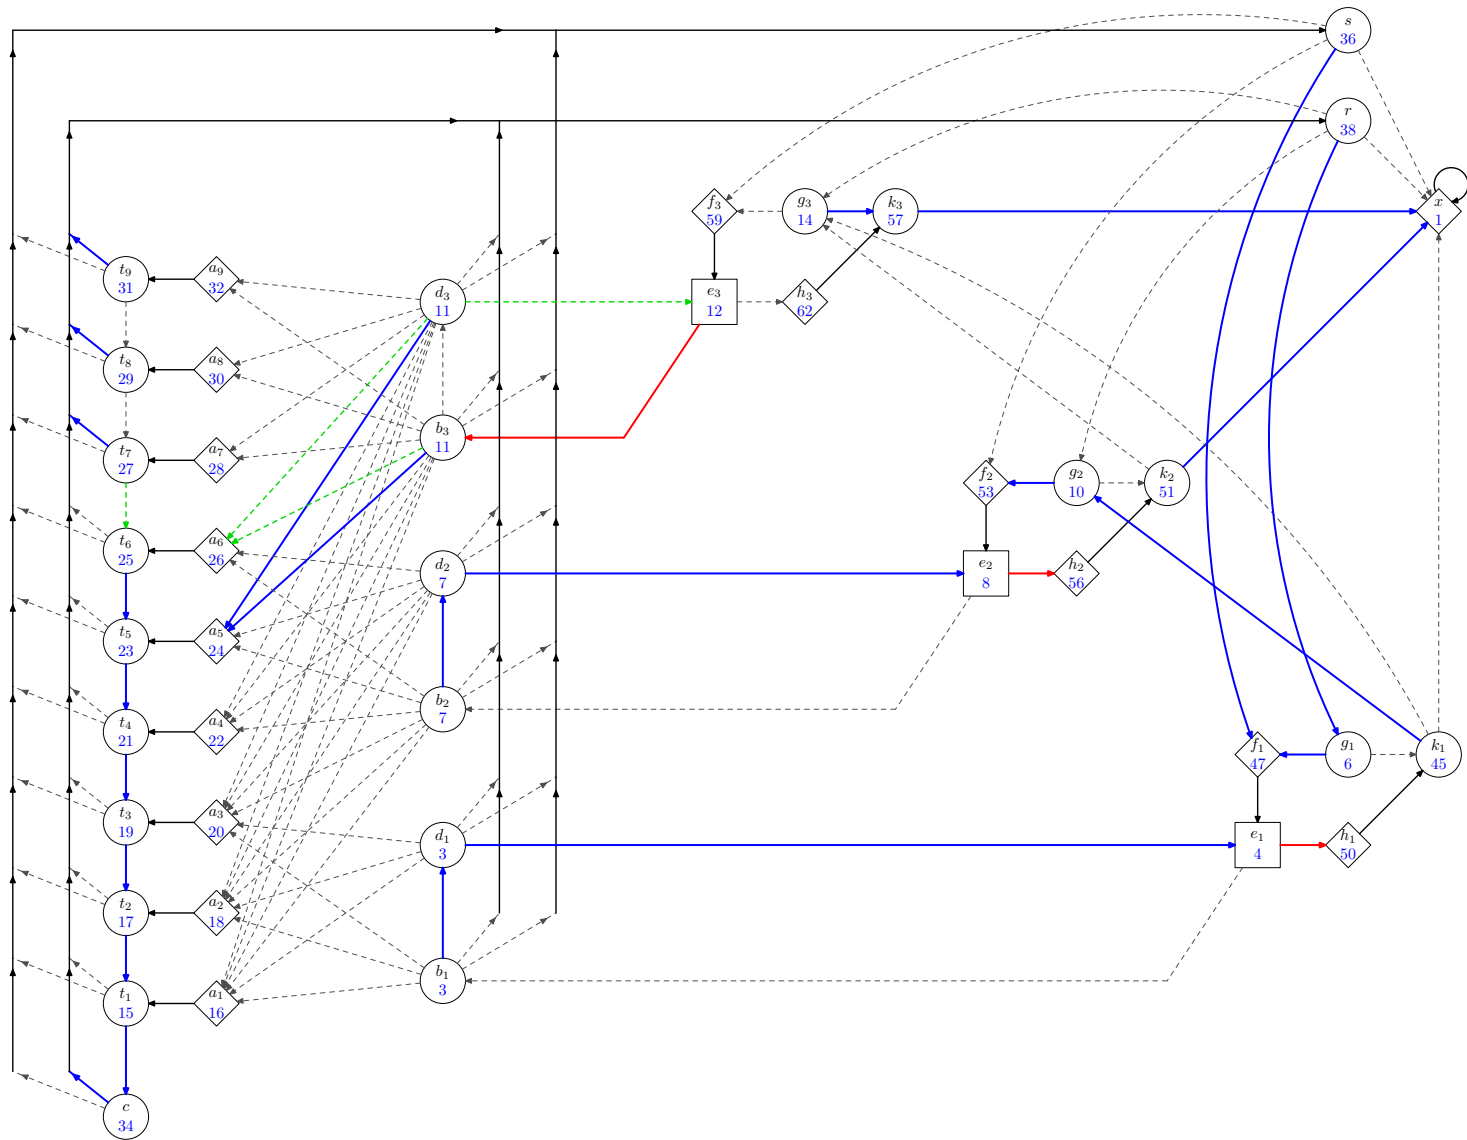 s
36
r
38
f₃
59
g₃
14
k₃
57
x
1
t₉
31
a₉
32
d₃
11
e₃
12
h₃
62
t₈
29
a₈
30
b₃
11
t₇
27
a₇
28
f₂
53
g₂
10
k₂
51
t₆
25
a₆
26
d₂
7
e₂
8
h₂
56
t₅
23
a₅
24
b₂
7
t₄
21
a₄
22
f₁
47
g₁
6
k₁
45
t₃
19
a₃
20
d₁
3
e₁
4
h₁
50
t₂
17
a₂
18
b₁
3
t₁
15
a₁
16
c
34